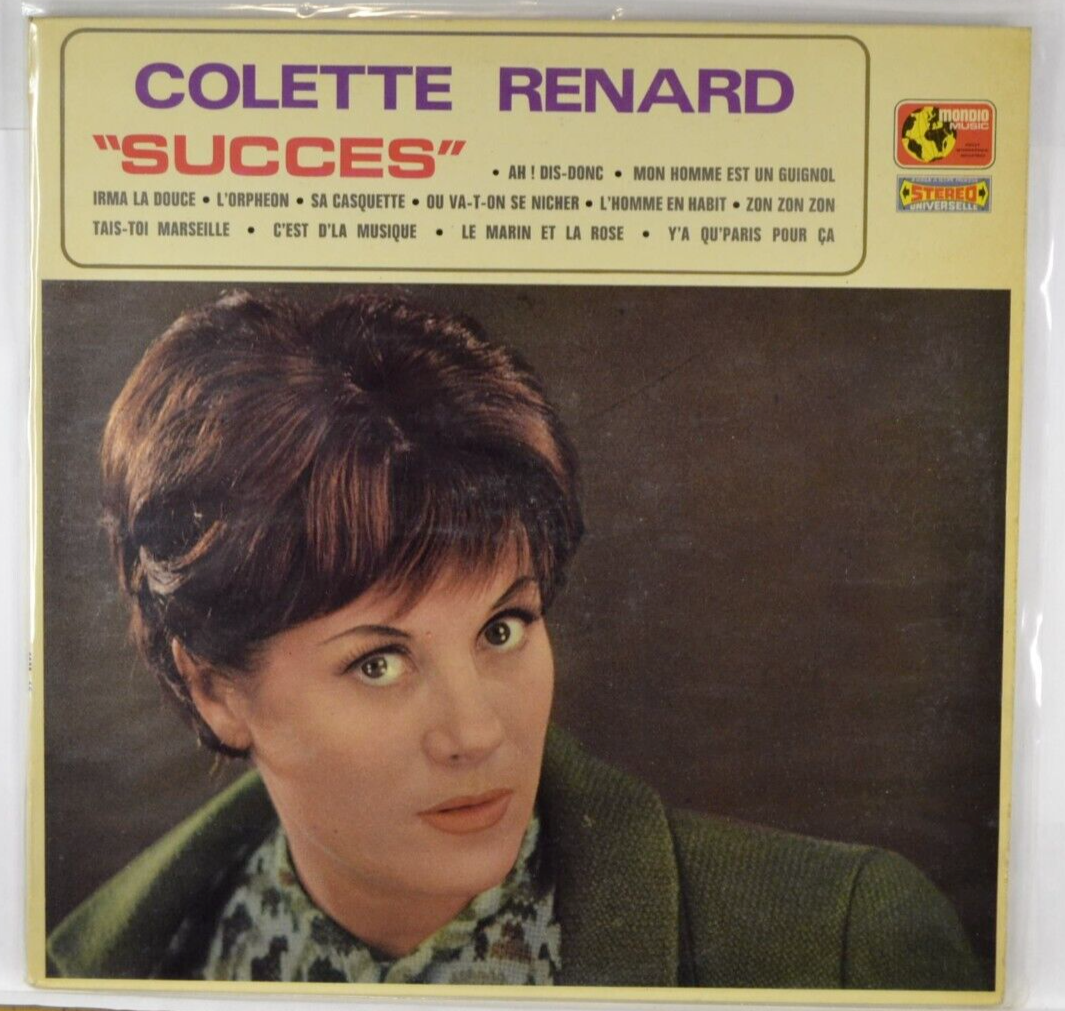 COLETTE RENARD
"SUCCES"
• AH ! DIS-DONC • MON HOMME EST UN GUIGNOL
IRMA LA DOUCE • L'ORPHEON • SA CASQUETTE • OU VA-T-ON SE NICHER • L'HOMME EN HABIT • ZON ZON ZON
TAIS-TOI MARSEILLE • C'EST D'LA MUSIQUE • LE MARIN ET LA ROSE • Y'A QU'PARIS POUR ÇA
MONDIO
MUSIC
STEREO
UNIVERSELLE